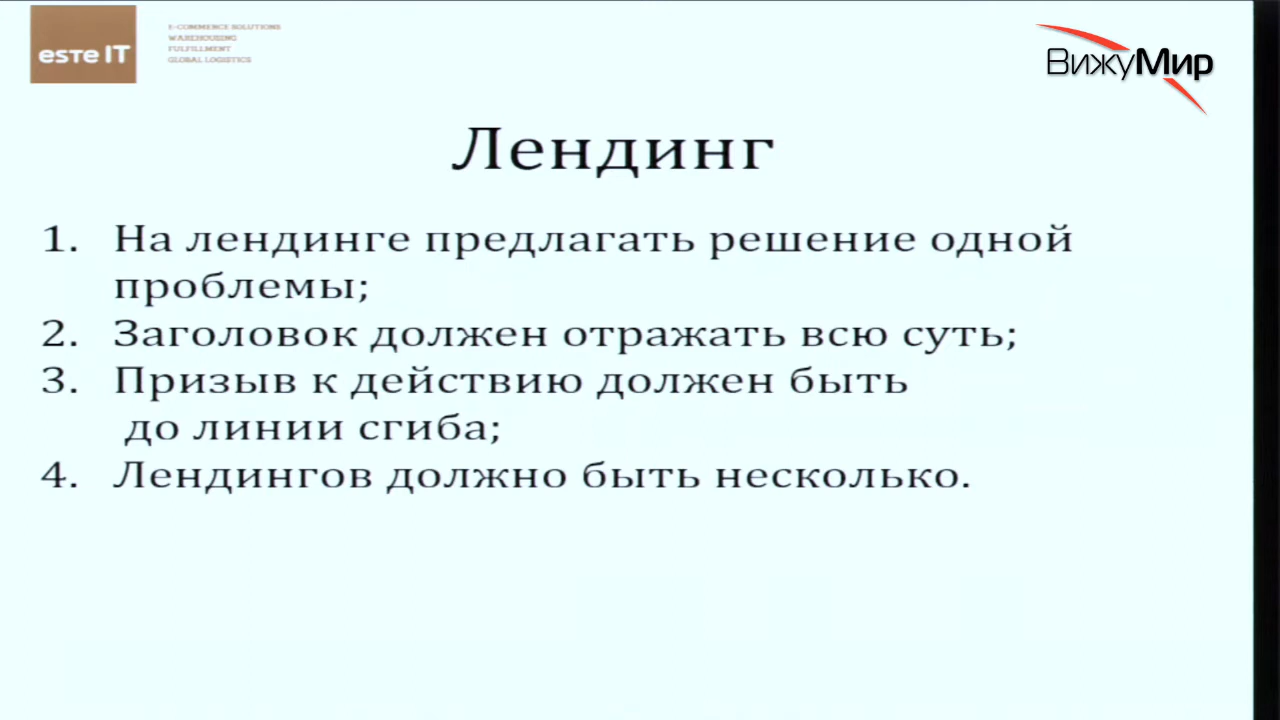 esте IT
E-COMMERCE SOLUTIONS
WAREHOUSING
FULFILLMENT
GLOBAL LOGISTICS
ВижуМир
Лендинг
1. На лендинге предлагать решение одной
проблемы;
2. Заголовок должен отражать всю суть;
3. Призыв к действию должен быть
до линии сгиба;
4. Лендингов должно быть несколько.